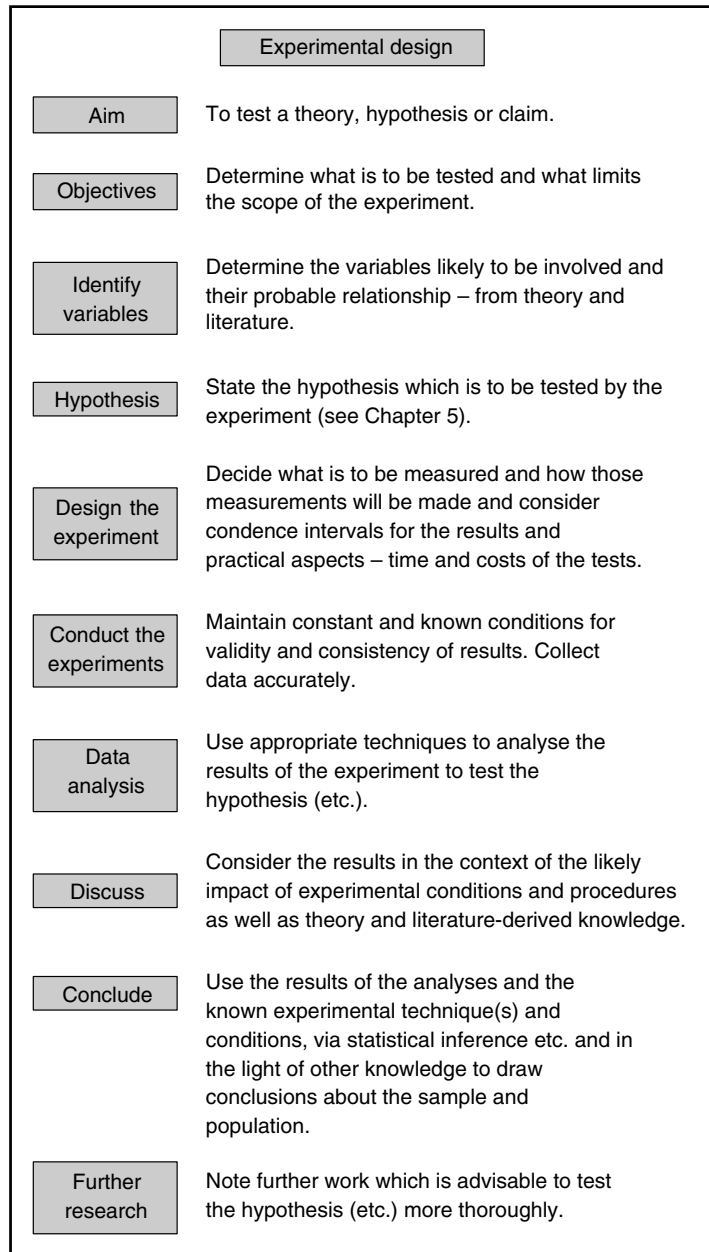 Experimental design
Aim
To test a theory, hypothesis or claim.
Objectives
Determine what is to be tested and what limits
the scope of the experiment.
Identify
variables
Determine the variables likely to be involved and
their probable relationship – from theory and
literature.
Hypothesis
State the hypothesis which is to be tested by the
experiment (see Chapter 5).
Design the
experiment
Decide what is to be measured and how those
measurements will be made and consider
condence intervals for the results and
practical aspects – time and costs of the tests.
Conduct the
experiments
Maintain constant and known conditions for
validity and consistency of results. Collect
data accurately.
Data
analysis
Use appropriate techniques to analyse the
results of the experiment to test the
hypothesis (etc.).
Discuss
Consider the results in the context of the likely
impact of experimental conditions and procedures
as well as theory and literature-derived knowledge.
Conclude
Use the results of the analyses and the
known experimental technique(s) and
conditions, via statistical inference etc. and in
the light of other knowledge to draw
conclusions about the sample and
population.
Further
research
Note further work which is advisable to test
the hypothesis (etc.) more thoroughly.